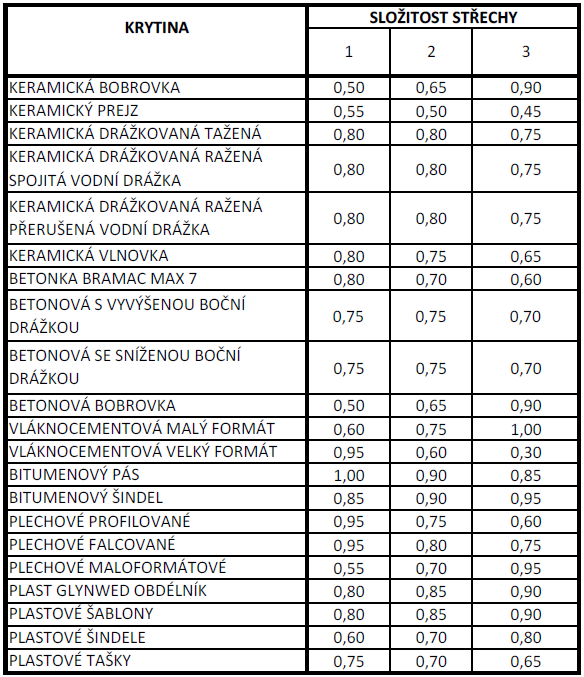 KRYTINA
SLOŽITOST STŘECHY
1 2 3
KERAMICKÁ BOBROVKA 0,50 0,65 0,90
KERAMICKÝ PREJZ 0,55 0,50 0,45
KERAMICKÁ DRÁŽKOVANÁ TAŽENÁ 0,80 0,80 0,75
KERAMICKÁ DRÁŽKOVANÁ RAŽENÁ
SPOJITÁ VODNÍ DRÁŽKA 0,80 0,80 0,75
KERAMICKÁ DRÁŽKOVANÁ RAŽENÁ
PŘERUŠENÁ VODNÍ DRÁŽKA 0,80 0,80 0,75
KERAMICKÁ VLNOVKA 0,80 0,75 0,65
BETONKA BRAMAC MAX 7 0,80 0,70 0,60
BETONOVÁ S VYVÝŠENOU BOČNÍ
DRÁŽKOU 0,75 0,75 0,70
BETONOVÁ SE SNÍŽENOU BOČNÍ
DRÁŽKOU 0,75 0,75 0,70
BETONOVÁ BOBROVKA 0,50 0,65 0,90
VLÁKNOCEMENTOVÁ MALÝ FORMÁT 0,60 0,75 1,00
VLÁKNOCEMENTOVÁ VELKÝ FORMÁT 0,95 0,60 0,30
BITUMENOVÝ PÁS 1,00 0,90 0,85
BITUMENOVÝ ŠINDEL 0,85 0,90 0,95
PLECHOVÉ PROFILOVANÉ 0,95 0,75 0,60
PLECHOVÉ FALCOVANÉ 0,95 0,80 0,75
PLECHOVÉ MALOFORMÁTOVÉ 0,55 0,70 0,95
PLAST GLYNWED OBDÉLNÍK 0,80 0,85 0,90
PLASTOVÉ ŠABLONY 0,80 0,85 0,90
PLASTOVÉ ŠINDELE 0,60 0,70 0,80
PLASTOVÉ TAŠKY 0,75 0,70 0,65